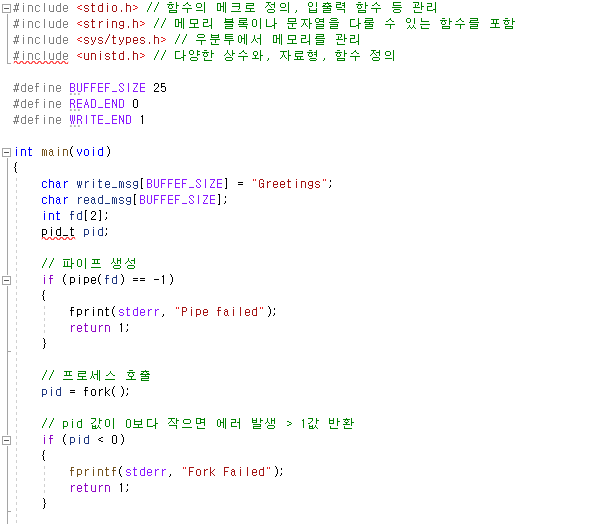 #include <stdio.h> // 함수의 메크로 정의, 입출력 함수 등 관리
#include <string.h> // 메모리 블록이나 문자열을 다룰 수 있는 함수를 포함
#include <sys/types.h> // 우분투에서 메모리를 관리
#include <unistd.h> // 다양한 상수와, 자료형, 함수 정의
#define BUFFEF_SIZE 25
#define READ_END 0
#define WRITE_END 1
int main(void)
{
char write_msg[BUFFEF_SIZE] = "Greetings";
char read_msg[BUFFEF_SIZE];
int fd[2];
pid_t pid;
// 파이프 생성
if (pipe(fd) == -1)
{
fprint(stderr, "Pipe failed");
return 1;
}
// 프로세스 호출
pid = fork();
// pid 값이 0보다 작으면 에러 발생 > 1값 반환
if (pid < 0)
{
fprintf(stderr, "Fork Failed");
return 1;
}